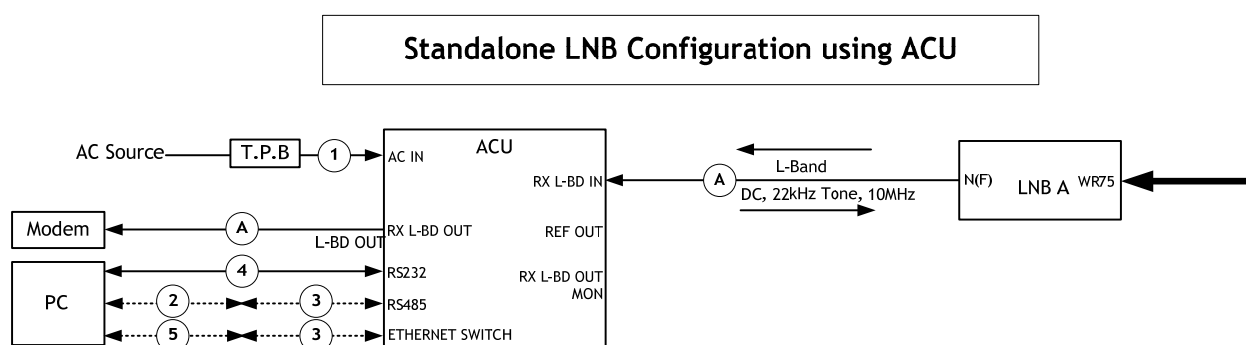 Standalone LNB Configuration using ACU
AC Source
T.P.B
1
AC IN
ACU
RX L-BD IN
A
L-Band
DC, 22kHz Tone, 10MHz
N(F)
LNB A
WR75
Modem
A
RX L-BD OUT
L-BD OUT
REF OUT
PC
4
RS232
RX L-BD OUT
MON
2
3
RS485
5
3
ETHERNET SWITCH